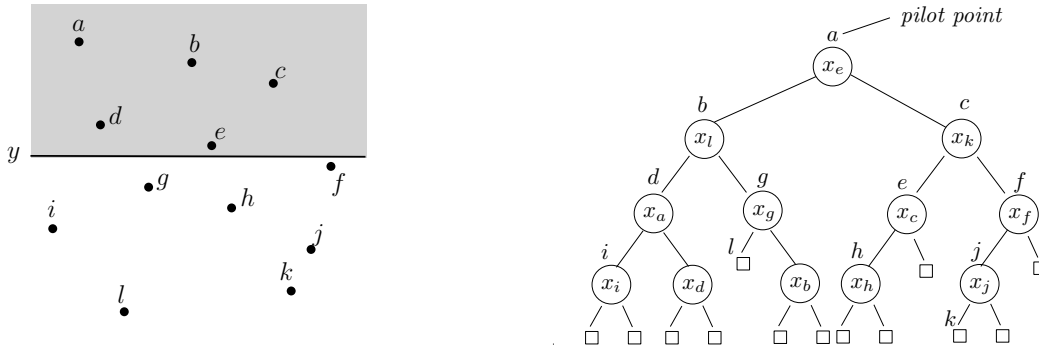 a
b
c
d
e
y
f
g
h
i
j
k
l
pilot point
a
x_e
b
c
x_l
x_k
d
g
e
f
x_a
x_g
x_c
x_f
i
l
h
j
x_i
x_d
x_b
x_h
x_j
k